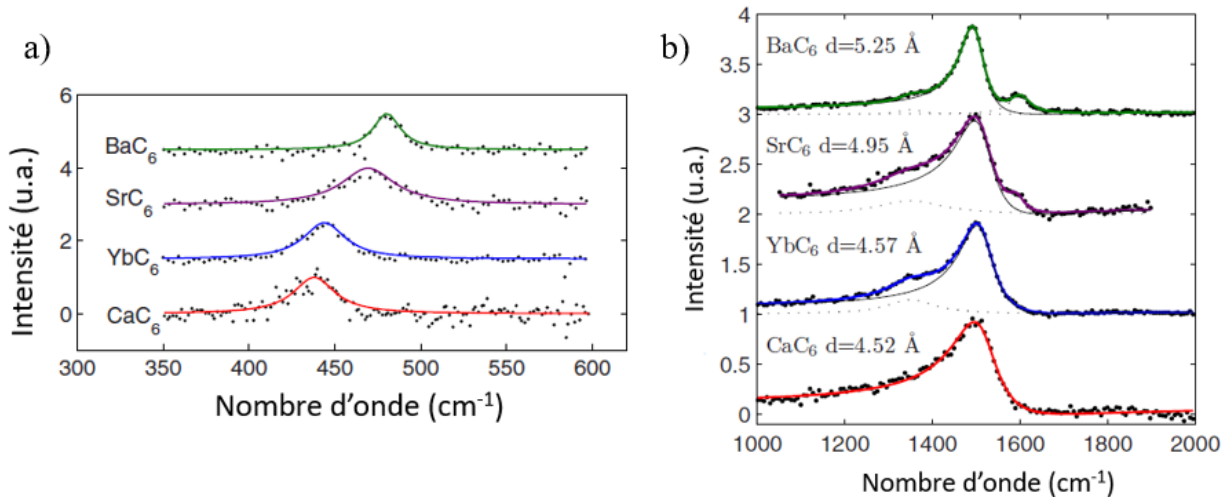 a)
Intensité (u.a.)
6
4
2
0
BaC6
SrC6
YbC6
CaC6
300 350 400 450 500 550 600
Nombre d'onde (cm-1)
b)
Intensité (u.a.)
4
3.5
3
2.5
2
1.5
1
0.5
0
BaC6 d=5.25 Å
SrC6 d=4.95 Å
YbC6 d=4.57 Å
CaC6 d=4.52 Å
1000 1200 1400 1600 1800 2000
Nombre d'onde (cm-1)